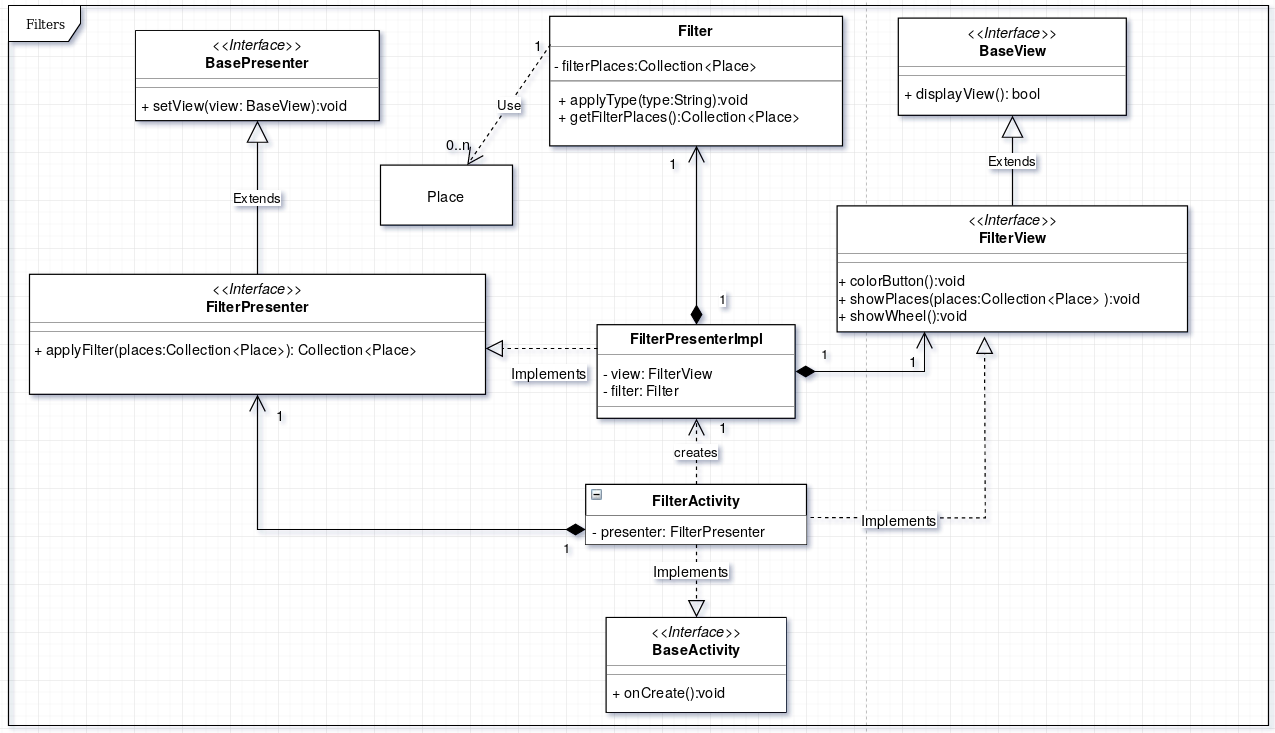 Filters
<<Interface>>
BasePresenter
+ setView(view: BaseView):void
Filter
- filterPlaces:Collection<Place>
+ applyType(type:String):void
+ getFilterPlaces():Collection<Place>
<<Interface>>
BaseView
+ displayView(): bool
1
Use
0..n
Place
1
Extends
Extends
<<Interface>>
FilterPresenter
+ applyFilter(places:Collection<Place>): Collection<Place>
<<Interface>>
FilterView
+ colorButton():void
+ showPlaces(places:Collection<Place> ):void
+ showWheel():void
1
FilterPresenterImpl
- view: FilterView
- filter: Filter
1
1
Implements
1
1
creates
FilterActivity
- presenter: FilterPresenter
Implements
1
Implements
<<Interface>>
BaseActivity
+ onCreate():void